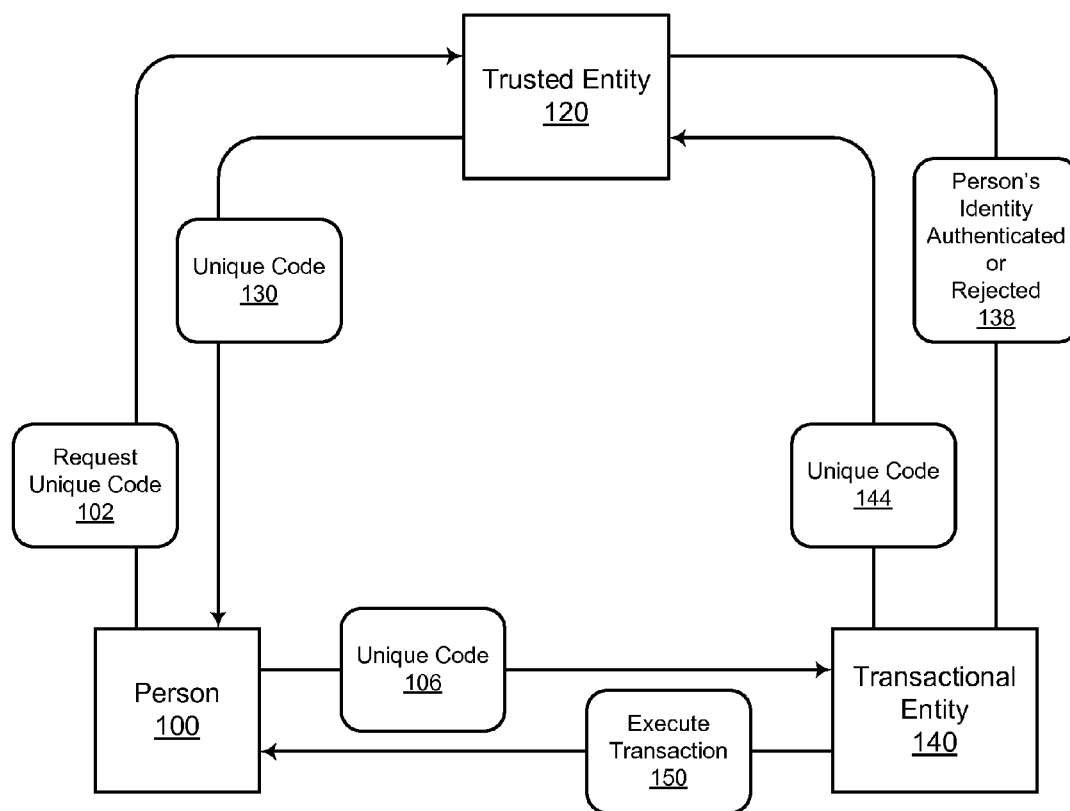 Trusted Entity
120
Person's
Identity
Authenticated
or
Rejected
138
Unique Code
130
Request
Unique Code
102
Unique Code
144
Unique Code
106
Person
100
Transactional
Entity
140
Execute
Transaction
150